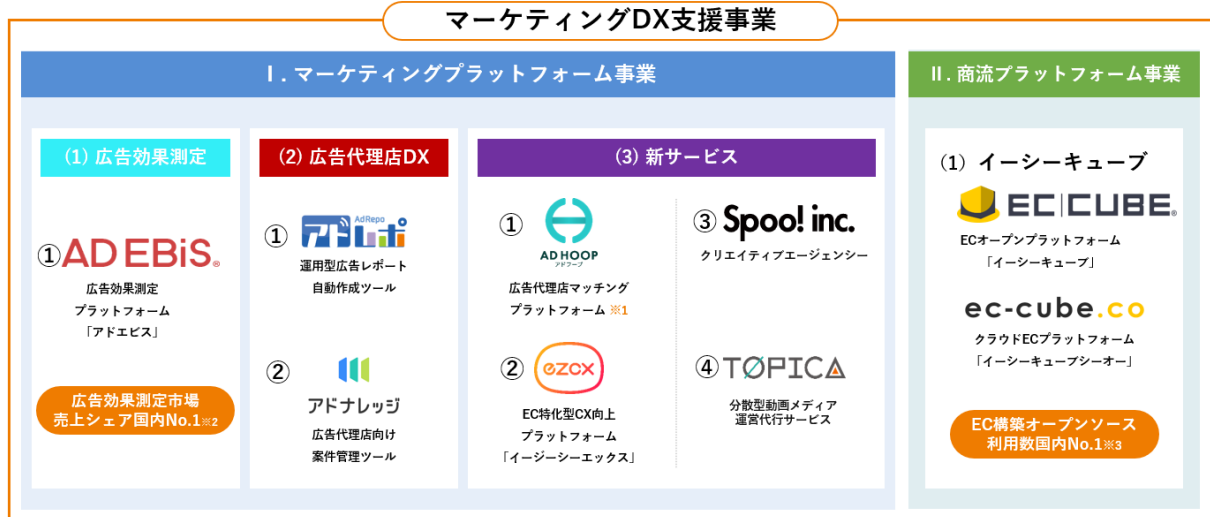 マーケティングDX支援事業
Ⅰ. マーケティングプラットフォーム事業
(1) 広告効果測定
①
AD EBiS®
広告効果測定
プラットフォーム
「アドエビス」
広告効果測定市場
売上シェア国内No.1※2
(2) 広告代理店DX
①
AdRepo
アドレポ
運用型広告レポート
自動作成ツール
②
アドナレッジ
広告代理店向け
案件管理ツール
(3) 新サービス
①
AD HOOP
アドフープ
広告代理店マッチング
プラットフォーム ※1
②
ezcx
EC特化型CX向上
プラットフォーム
「イージーシーエックス」
③
Spoo! inc.
クリエイティブエージェンシー
④
TOPICA
分散型動画メディア
運営代行サービス
Ⅱ. 商流プラットフォーム事業
(1) イーシーキューブ
EC CUBE®
ECオープンプラットフォーム
「イーシーキューブ」
ec-cube.co
クラウドECプラットフォーム
「イーシーキューブシーオー」
EC構築オープンソース
利用数国内No.1※3